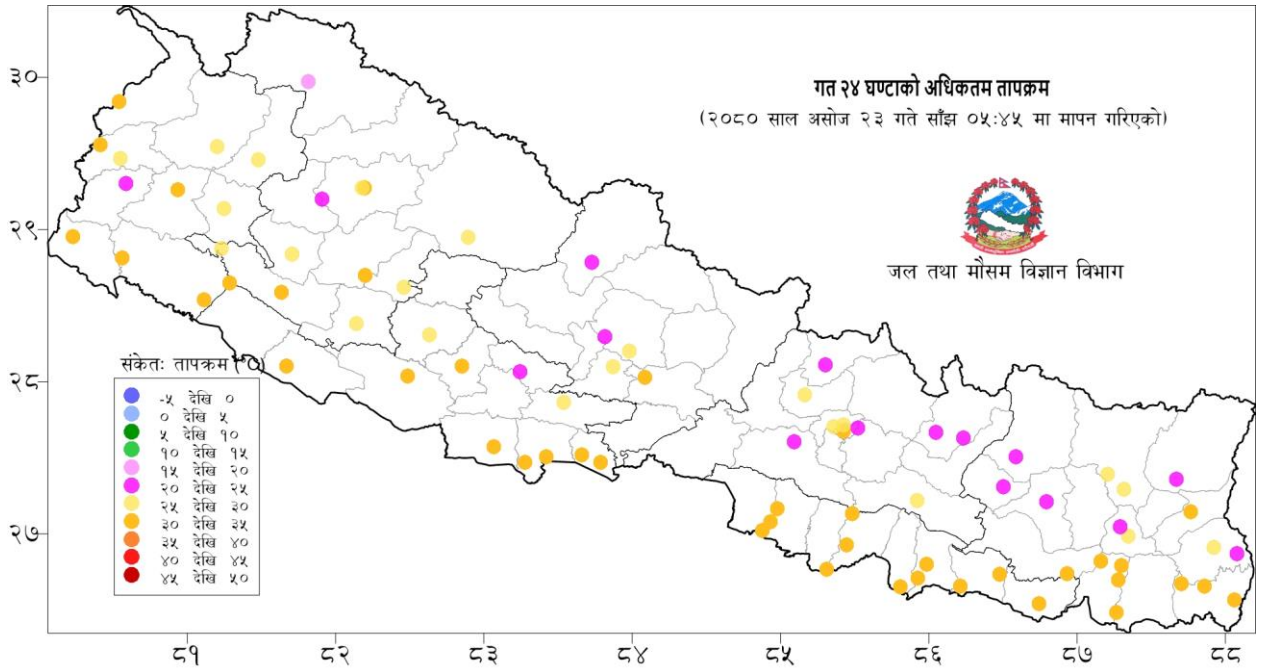 गत २४ घण्टाको अधिकतम तापक्रम
(२०८० साल असोज २३ गते साँझ ०५:४५ मा मापन गरिएको)
जल तथा मौसम विज्ञान विभाग
३०
२९
२८
२७
संकेतः तापक्रम (°C)
-५ देखि ०
० देखि ५
५ देखि १०
१० देखि १५
१५ देखि २०
२० देखि २५
२५ देखि ३०
३० देखि ३५
३५ देखि ४०
४० देखि ४५
४५ देखि ५०
८१ ८२ ८३ ८४ ८५ ८६ ८७ ८८